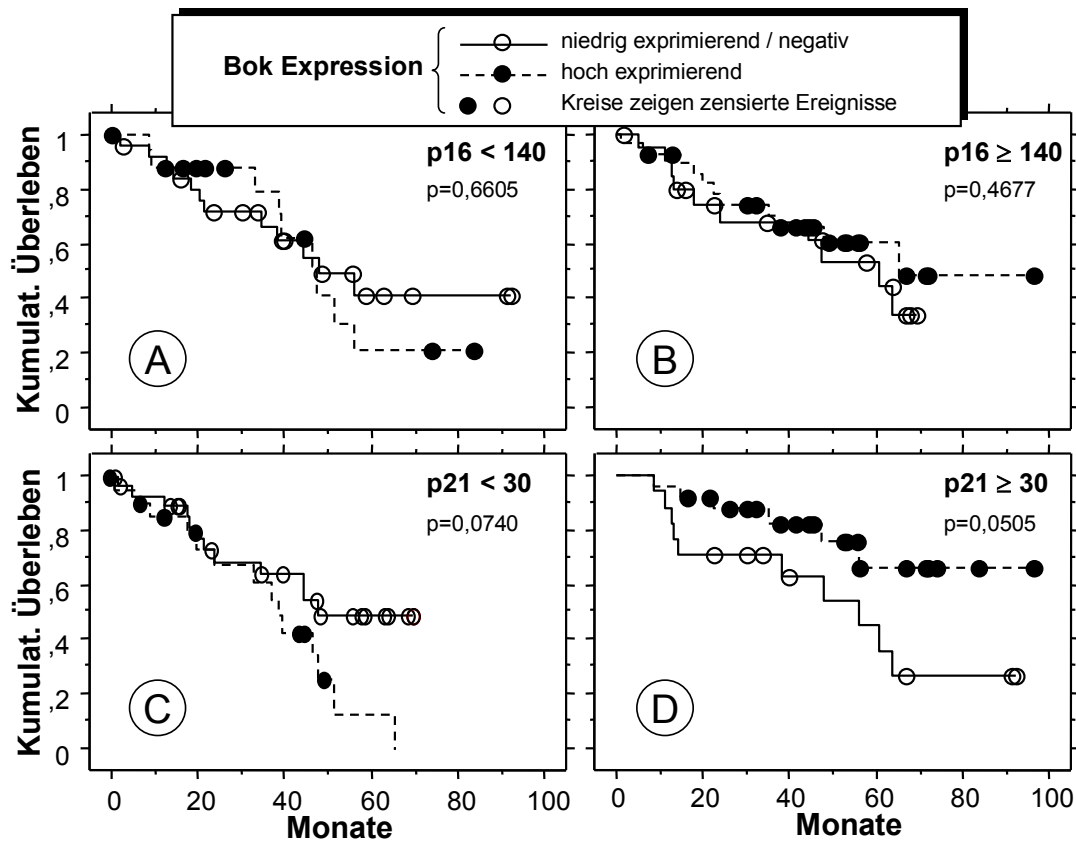 Bok Expression
niedrig exprimierend / negativ
hoch exprimierend
Kreise zeigen zensierte Ereignisse
Kumulat. Überleben
1
,8
,6
,4
,2
0
p16 < 140
p=0,6605
A
p16 ≥ 140
p=0,4677
B
Kumulat. Überleben
1
,8
,6
,4
,2
0
p21 < 30
p=0,0740
C
p21 ≥ 30
p=0,0505
D
0 20 40 60 80 100
Monate
0 20 40 60 80 100
Monate